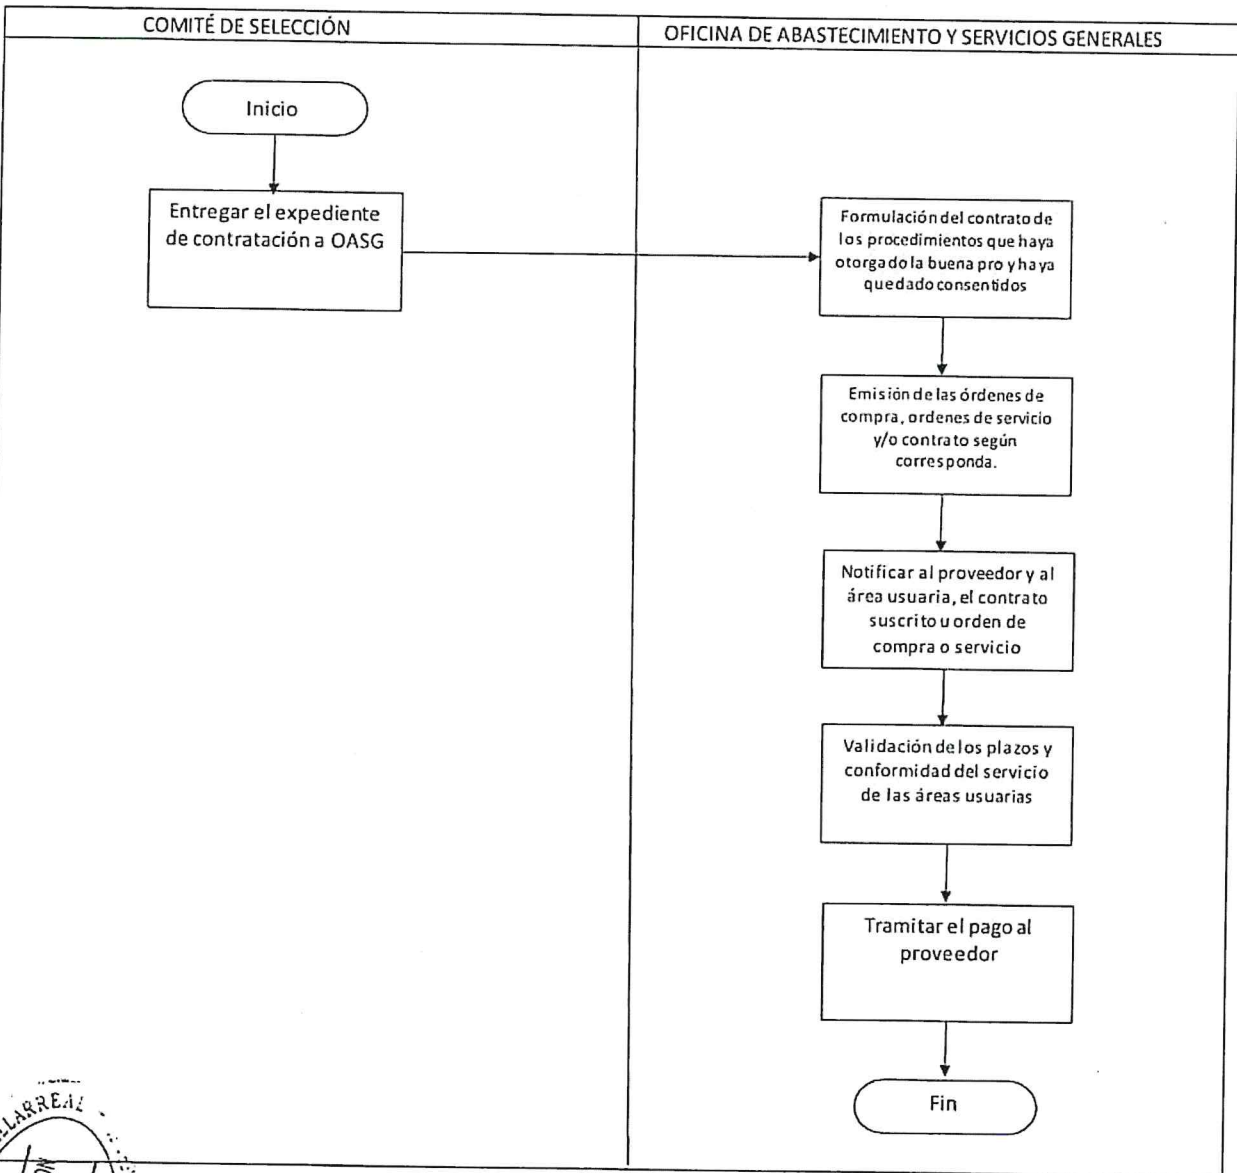 COMITÉ DE SELECCIÓN
OFICINA DE ABASTECIMIENTO Y SERVICIOS GENERALES
Inicio
Entregar el expediente
de contratación a OASG
Formulación del contrato de
los procedimientos que haya
otorgado la buena pro y haya
quedado consentidos
Emisión de las órdenes de
compra, ordenes de servicio
y/o contrato según
corresponda.
Notificar al proveedor y al
área usuaria, el contrato
suscrito u orden de
compra o servicio
Validación de los plazos y
conformidad del servicio
de las áreas usuarias
Tramitar el pago al
proveedor
Fin